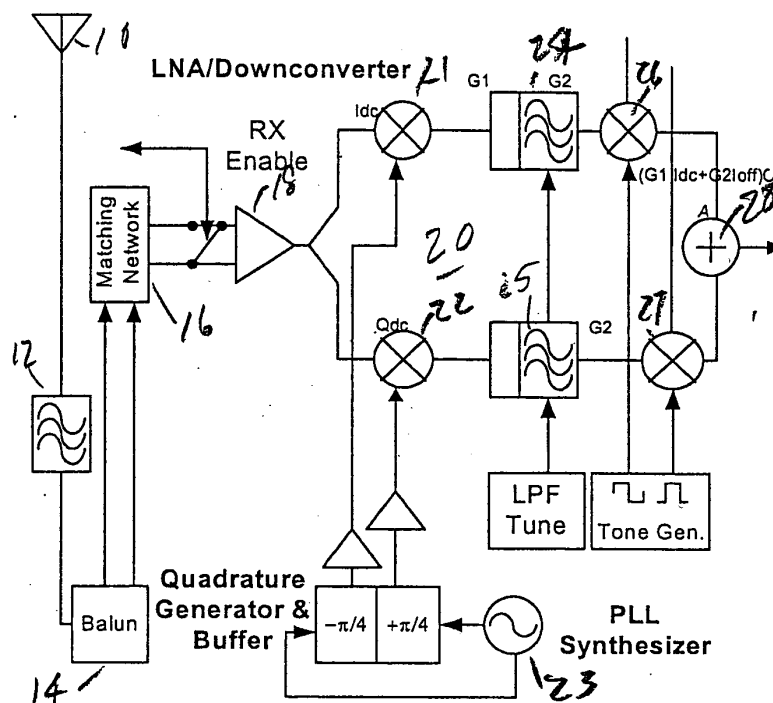 10
LNA/Downconverter
21
24
G1
G2
26
Idc
RX
Enable
18
(G1 Idc+G2Ioff)C
A
28
Matching
Network
16
20
22
Qdc
25
G2
27
12
LPF
Tune
Tone Gen.
Quadrature
Generator &
Buffer
−π/4
+π/4
PLL
Synthesizer
23
Balun
14